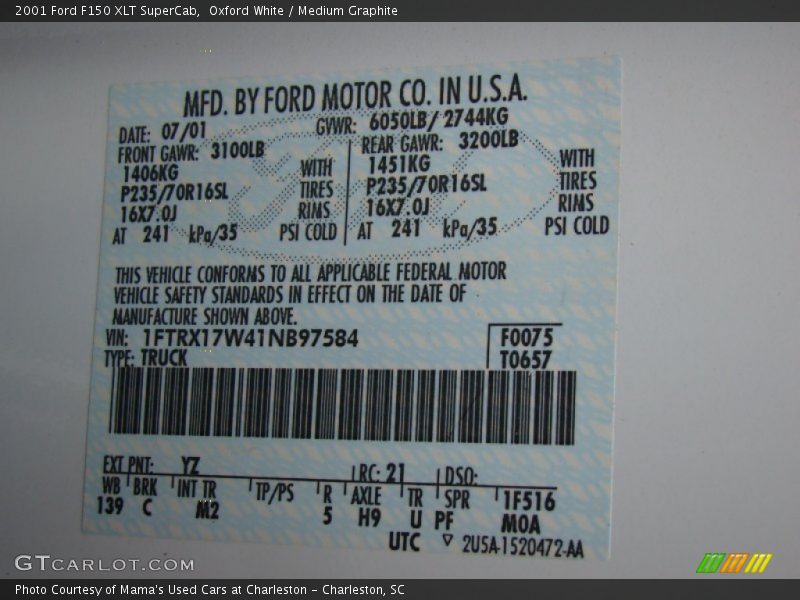 2001 Ford F150 XLT SuperCab, Oxford White / Medium Graphite
MFD. BY FORD MOTOR CO. IN U.S.A.
DATE: 07/01 GVWR: 6050LB/ 2744KG
FRONT GAWR: 3100LB REAR GAWR: 3200LB
1406KG WITH 1451KG WITH
P235/70R16SL TIRES P235/70R16SL TIRES
16X7.0J RIMS 16X7.0J RIMS
AT 241 kPa/35 PSI COLD AT 241 kPa/35 PSI COLD
THIS VEHICLE CONFORMS TO ALL APPLICABLE FEDERAL MOTOR
VEHICLE SAFETY STANDARDS IN EFFECT ON THE DATE OF
MANUFACTURE SHOWN ABOVE.
VIN: 1FTRX17W41NB97584 F0075
TYPE: TRUCK T0657
EXT PNT: YZ RC: 21 DSO:
WB BRK INT TR TP/PS R AXLE TR SPR 1F516
139 C M2 5 H9 U PF M0A
UTC ▽ 2U5A-1520472-AA
GTCARLOT.COM
Photo Courtesy of Mama's Used Cars at Charleston - Charleston, SC